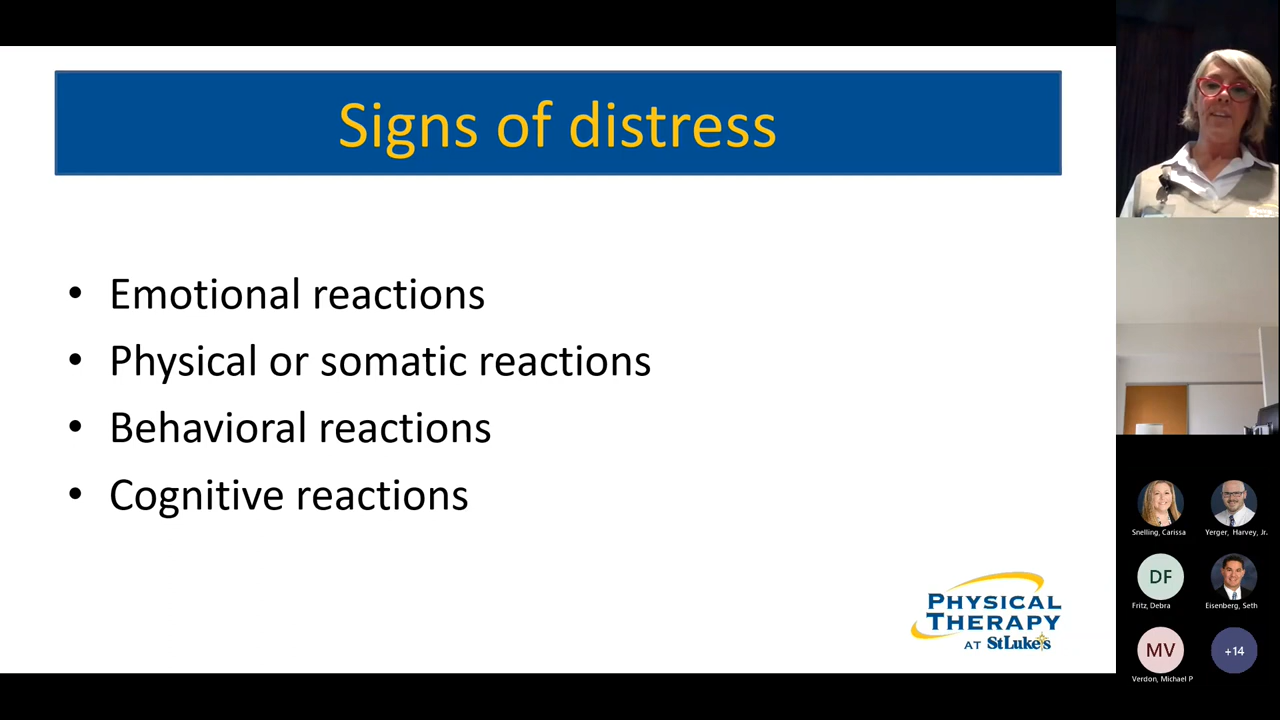 Signs of distress
• Emotional reactions
• Physical or somatic reactions
• Behavioral reactions
• Cognitive reactions
PHYSICAL
THERAPY
AT StLuke's
Snelling, Carissa
Yerger, Harvey, Jr.
DF
Fritz, Debra
Eisenberg, Seth
MV
+14
Verdon, Michael P